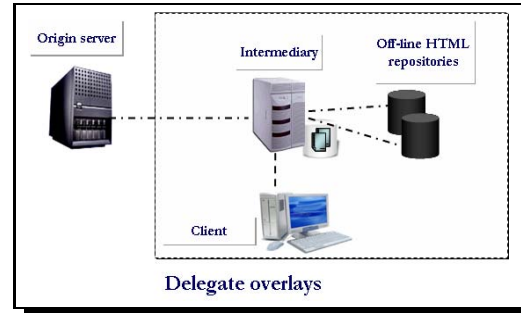 Origin server
Intermediary
Off-line HTML
repositories
Client
Delegate overlays